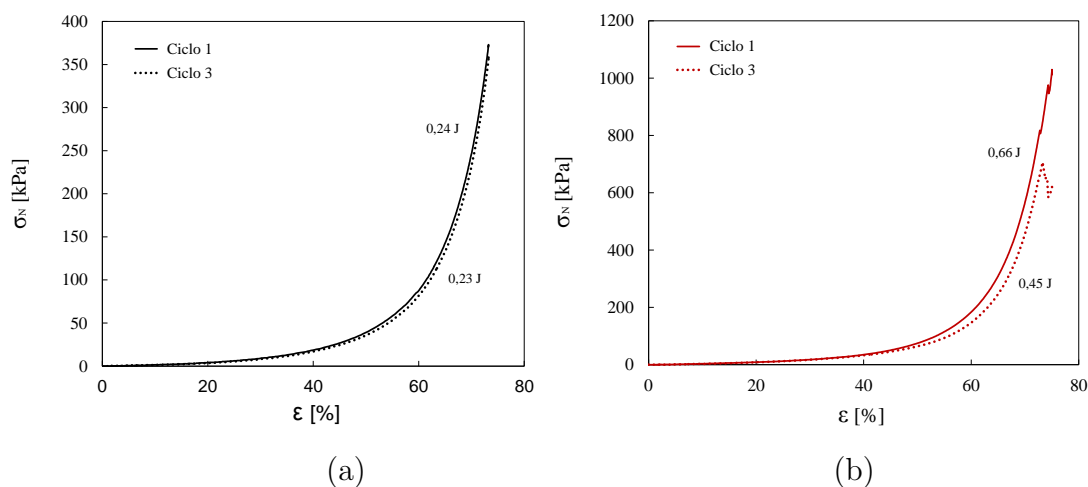 400
350
300
250
200
150
100
50
0
σN [kPa]
Ciclo 1
Ciclo 3
0,24 J
0,23 J
0 20 40 60 80
ε [%]
(a)
1200
1000
800
600
400
200
0
σN [kPa]
Ciclo 1
Ciclo 3
0,66 J
0,45 J
0 20 40 60 80
ε [%]
(b)